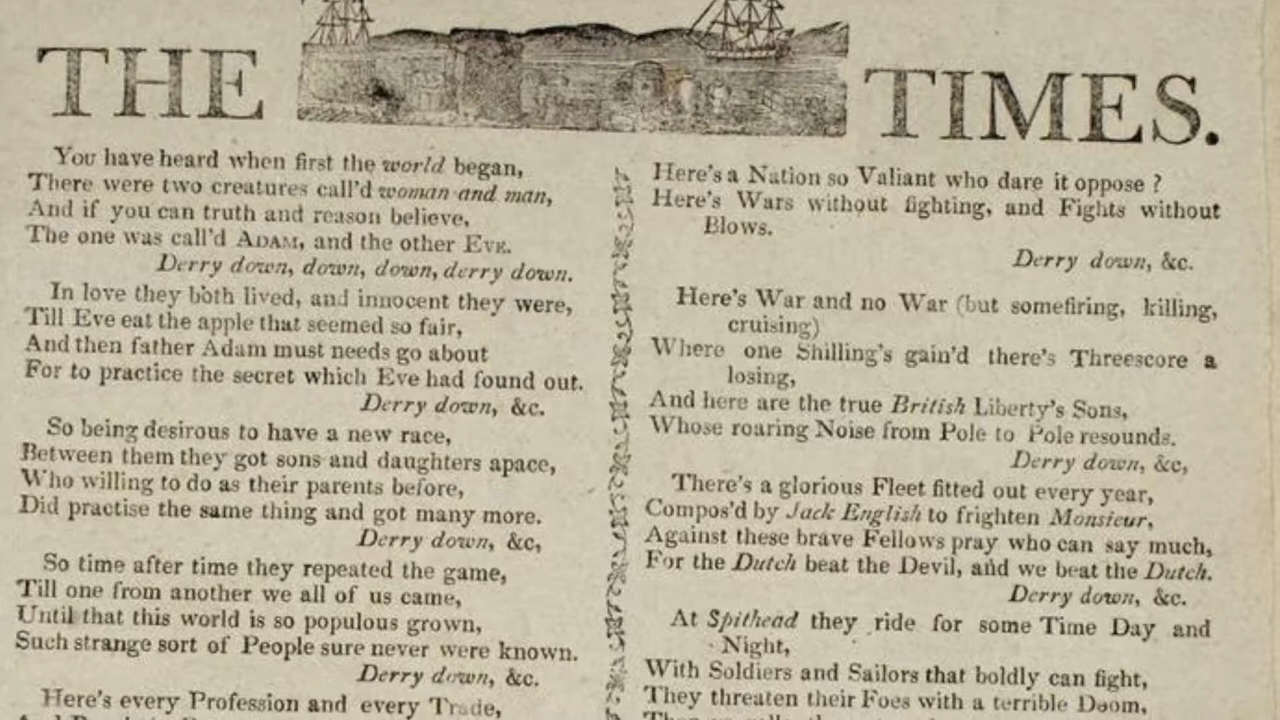 THE TIMES.
You have heard when first the world began,
There were two creatures call'd woman and man,
And if you can truth and reason believe,
The one was call'd ADAM, and the other EVE.
Derry down, down, down, derry down.
In love they both lived, and innocent they were,
Till Eve eat the apple that seemed so fair,
And then father Adam must needs go about
For to practice the secret which Eve had found out.
Derry down, &c.
So being desirous to have a new race,
Between them they got sons and daughters apace,
Who willing to do as their parents before,
Did practise the same thing and got many more.
Derry down, &c,
So time after time they repeated the game,
Till one from another we all of us came,
Until that this world is so populous grown,
Such strange sort of People sure never were known.
Derry down, &c.
Here's every Profession and every Trade,
Here's a Nation so Valiant who dare it oppose ?
Here's Wars without fighting, and Fights without
Blows.
Derry down, &c.
Here's War and no War (but somefiring, killing,
cruising)
Where one Shilling's gain'd there's Threescore a
losing,
And here are the true British Liberty's Sons,
Whose roaring Noise from Pole to Pole resounds.
Derry down, &c,
There's a glorious Fleet fitted out every year,
Compos'd by Jack English to frighten Monsieur,
Against these brave Fellows pray who can say much,
For the Dutch beat the Devil, and we beat the Dutch.
Derry down, &c.
At Spithead they ride for some Time Day and
Night,
With Soldiers and Sailors that boldly can fight,
They threaten their Foes with a terrible Doom,